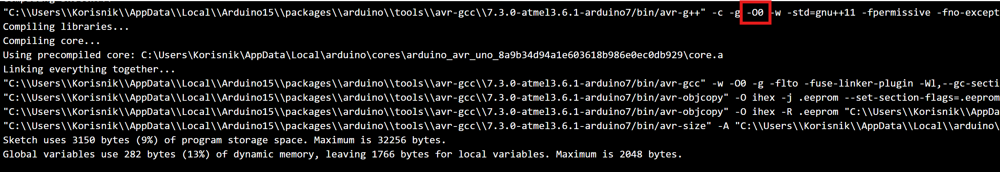 "C:\\Users\\Korisnik\\AppData\\Local\\Arduino15\\packages\\arduino\\tools\\avr-gcc\\7.3.0-atmel3.6.1-arduino7/bin/avr-g++" -c -g -O0 -w -std=gnu++11 -fpermissive -fno-except
Compiling libraries...
Compiling core...
Using precompiled core: C:\Users\Korisnik\AppData\Local\arduino\cores\arduino_avr_uno_8a9b34d94a1e603618b986e0ec0db929\core.a
Linking everything together...
"C:\\Users\\Korisnik\\AppData\\Local\\Arduino15\\packages\\arduino\\tools\\avr-gcc\\7.3.0-atmel3.6.1-arduino7/bin/avr-gcc" -w -O0 -g -flto -fuse-linker-plugin -Wl,--gc-secti
"C:\\Users\\Korisnik\\AppData\\Local\\Arduino15\\packages\\arduino\\tools\\avr-gcc\\7.3.0-atmel3.6.1-arduino7/bin/avr-objcopy" -O ihex -j .eeprom --set-section-flags=.eeprom
"C:\\Users\\Korisnik\\AppData\\Local\\Arduino15\\packages\\arduino\\tools\\avr-gcc\\7.3.0-atmel3.6.1-arduino7/bin/avr-objcopy" -O ihex -R .eeprom "C:\\Users\\Korisnik\\AppDa
"C:\\Users\\Korisnik\\AppData\\Local\\Arduino15\\packages\\arduino\\tools\\avr-gcc\\7.3.0-atmel3.6.1-arduino7/bin/avr-size" -A "C:\\Users\\Korisnik\\AppData\\Local\\arduino\
Sketch uses 3150 bytes (9%) of program storage space. Maximum is 32256 bytes.
Global variables use 282 bytes (13%) of dynamic memory, leaving 1766 bytes for local variables. Maximum is 2048 bytes.